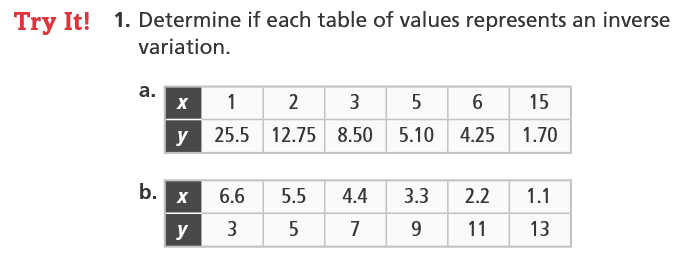 Try It! 1. Determine if each table of values represents an inverse
variation.
a.
x 1 2 3 5 6 15
y 25.5 12.75 8.50 5.10 4.25 1.70
b.
x 6.6 5.5 4.4 3.3 2.2 1.1
y 3 5 7 9 11 13